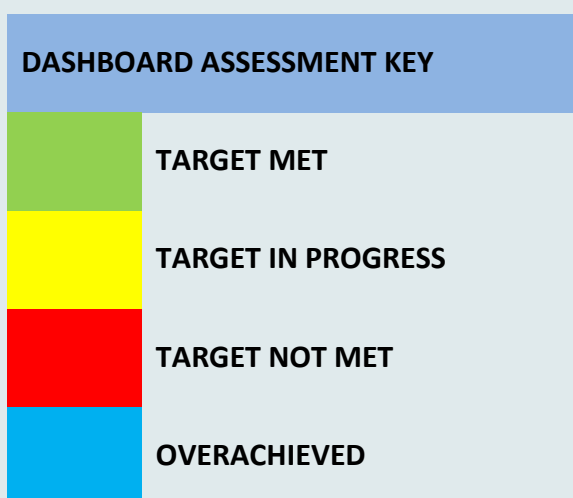 DASHBOARD ASSESSMENT KEY
TARGET MET
TARGET IN PROGRESS
TARGET NOT MET
OVERACHIEVED